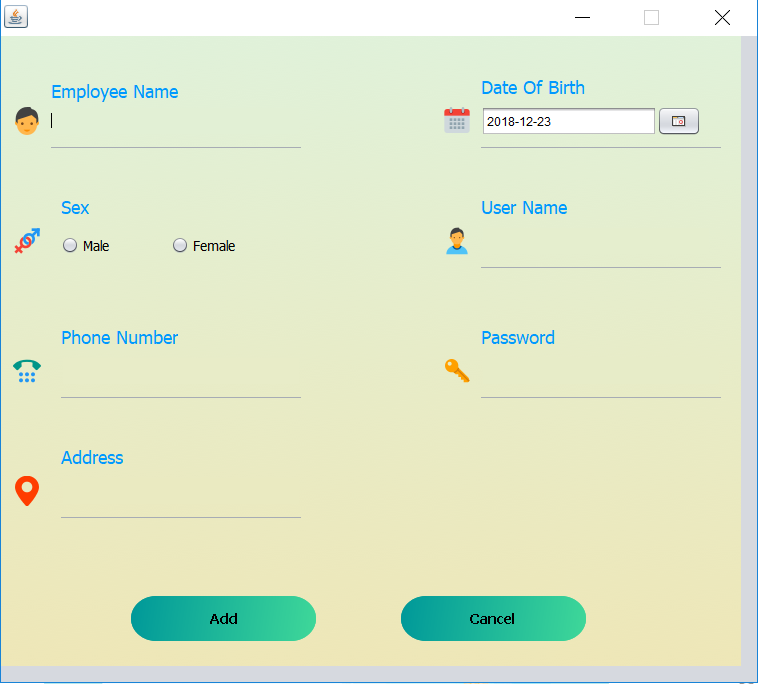 Employee Name
Date Of Birth
2018-12-23
Sex
User Name
Male
Female
Phone Number
Password
Address
Add
Cancel